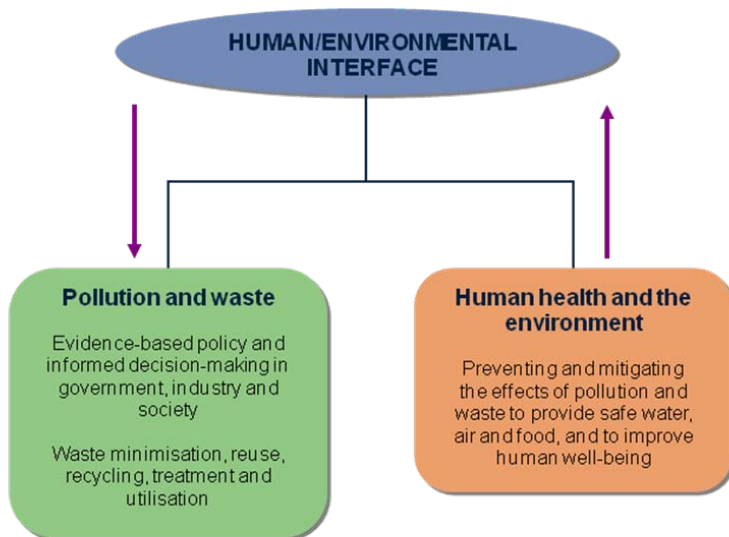 HUMAN/ENVIRONMENTAL
INTERFACE
Pollution and waste
Evidence-based policy and
informed decision-making in
government, industry and
society
Waste minimisation, reuse,
recycling, treatment and
utilisation
Human health and the
environment
Preventing and mitigating
the effects of pollution and
waste to provide safe water,
air and food, and to improve
human well-being